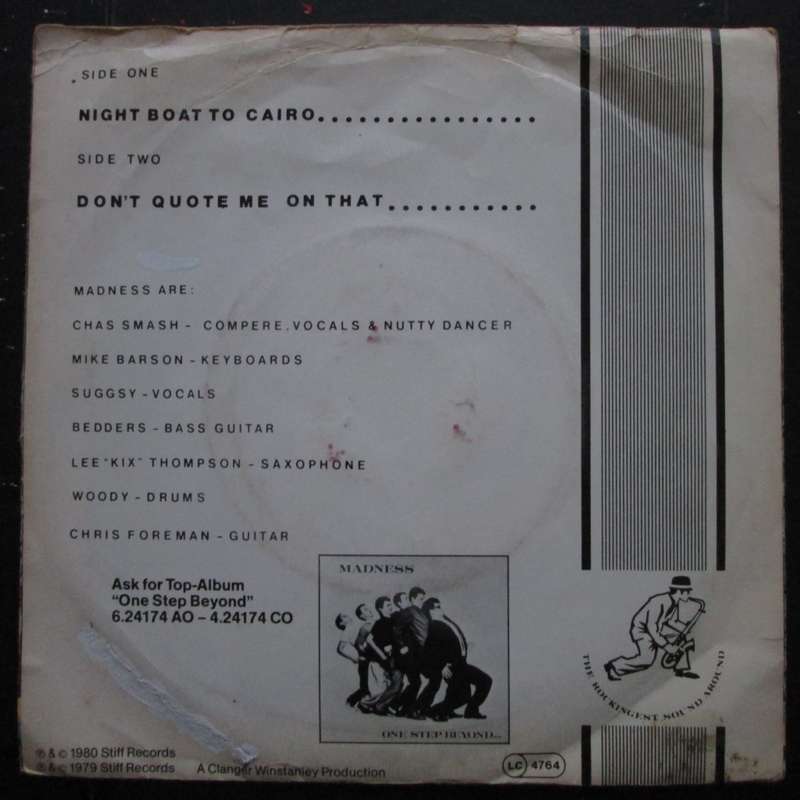 SIDE ONE
NIGHT BOAT TO CAIRO.................
SIDE TWO
DON'T QUOTE ME ON THAT...........
MADNESS ARE:
CHAS SMASH - COMPERE, VOCALS & NUTTY DANCER
MIKE BARSON - KEYBOARDS
SUGGSY - VOCALS
BEDDERS - BASS GUITAR
LEE "KIX" THOMPSON - SAXOPHONE
WOODY - DRUMS
CHRIS FOREMAN - GUITAR
Ask for Top-Album
"One Step Beyond"
6.24174 AO – 4.24174 CO
MADNESS
ONE STEP BEYOND...
THE ROCKINGEST SOUND AROUND
℗ & © 1980 Stiff Records
℗ & © 1979 Stiff Records A Clanger Winstanley Production
LC 4764